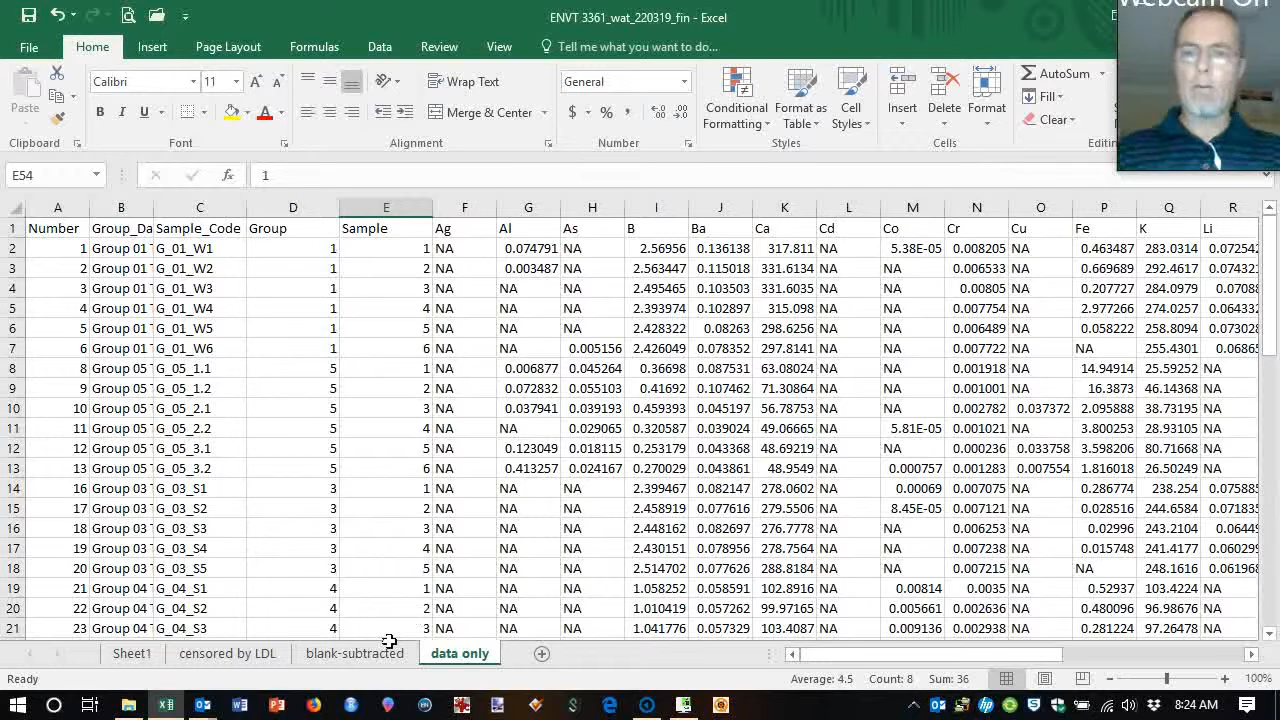 ENVT 3361_wat_220319_fin - Excel
Webcam On
File Home Insert Page Layout Formulas Data Review View Tell me what you want to do...
Paste Calibri 11 Wrap Text General Conditional Formatting Format as Table Cell Styles Insert Delete Format AutoSum
B I U Merge & Center $ % Fill
Clear
Clipboard Font Alignment Number Styles Cells
E54 fx 1
A B C D E F G H I J K L M N O P Q R
1 Number Sample_Code Group Sample Ag Al As B Ba Ca Cd Co Cr Cu Fe K Li
2 1 Group 01 G_01_W1 1 1 NA 0.074791 NA 2.56956 0.136138 317.811 NA 5.38E-05 0.008205 NA 0.463487 283.0314
3 2 Group 01 G_01_W2 1 2 NA 0.003487 NA 2.563447 0.115018 331.6134 NA NA 0.006533 NA 0.669689 292.4617
4 3 Group 01 G_01_W3 1 3 NA NA NA 2.495465 0.103503 331.6035 NA NA 0.00805 NA 0.207727 284.0979
5 4 Group 01 G_01_W4 1 4 NA NA NA 2.393974 0.102897 315.098 NA NA 0.007754 NA 2.977266 274.0257
6 5 Group 01 G_01_W5 1 5 NA NA NA 2.428322 0.08263 298.6256 NA NA 0.006489 NA 0.058222 258.8094
7 6 Group 01 G_01_W6 1 6 NA NA 0.005156 2.426049 0.078352 297.8141 NA NA 0.007722 NA NA 255.4301
8 8 Group 05 G_05_1.1 5 1 NA 0.006877 0.045264 0.36698 0.087531 63.08024 NA NA 0.001918 NA 14.94914 25.59252 NA
9 9 Group 05 G_05_1.2 5 2 NA 0.072832 0.055103 0.41692 0.107462 71.30864 NA NA 0.001001 NA 16.3873 46.14368 NA
10 10 Group 05 G_05_2.1 5 3 NA 0.037941 0.039193 0.459393 0.045197 56.78753 NA NA 0.002782 0.037372 2.095888 38.73195 NA
11 11 Group 05 G_05_2.2 5 4 NA NA 0.029065 0.320587 0.039024 49.06665 NA 5.81E-05 0.001021 NA 3.800253 28.93105 NA
12 12 Group 05 G_05_3.1 5 5 NA 0.123049 0.018115 0.253179 0.043368 48.69219 NA NA 0.000236 0.033758 3.598206 80.71668 NA
13 13 Group 05 G_05_3.2 5 6 NA 0.413257 0.024167 0.270029 0.043861 48.9549 NA 0.000757 0.001283 0.007554 1.816018 26.50249 NA
14 16 Group 03 G_03_S1 3 1 NA NA NA 2.399467 0.082147 278.0602 NA 0.00069 0.007075 NA 0.286774 238.254
15 17 Group 03 G_03_S2 3 2 NA NA NA 2.458919 0.077616 279.5506 NA 8.45E-05 0.007121 NA 0.028516 244.6584
16 18 Group 03 G_03_S3 3 3 NA NA NA 2.448162 0.082697 276.7778 NA NA 0.006253 NA 0.02996 243.2104
17 19 Group 03 G_03_S4 3 4 NA NA NA 2.430151 0.078956 278.7564 NA NA 0.007238 NA 0.015748 241.4177
18 20 Group 03 G_03_S5 3 5 NA NA NA 2.514702 0.077626 288.8184 NA NA 0.007215 NA NA 248.1616
19 21 Group 04 G_04_S1 4 1 NA NA NA 1.058252 0.058591 102.8916 NA 0.00814 0.0035 NA 0.52937 103.4224 NA
20 22 Group 04 G_04_S2 4 2 NA NA NA 1.010419 0.057262 99.97165 NA 0.005661 0.002636 NA 0.480096 96.98676 NA
21 23 Group 04 G_04_S3 4 3 NA NA NA 1.041776 0.057329 103.4087 NA 0.009136 0.002938 NA 0.281224 97.26478 NA
Sheet1 censored by LDL blank-subtracted data only
Ready Average: 4.5 Count: 8 Sum: 36 100%
8:24 AM